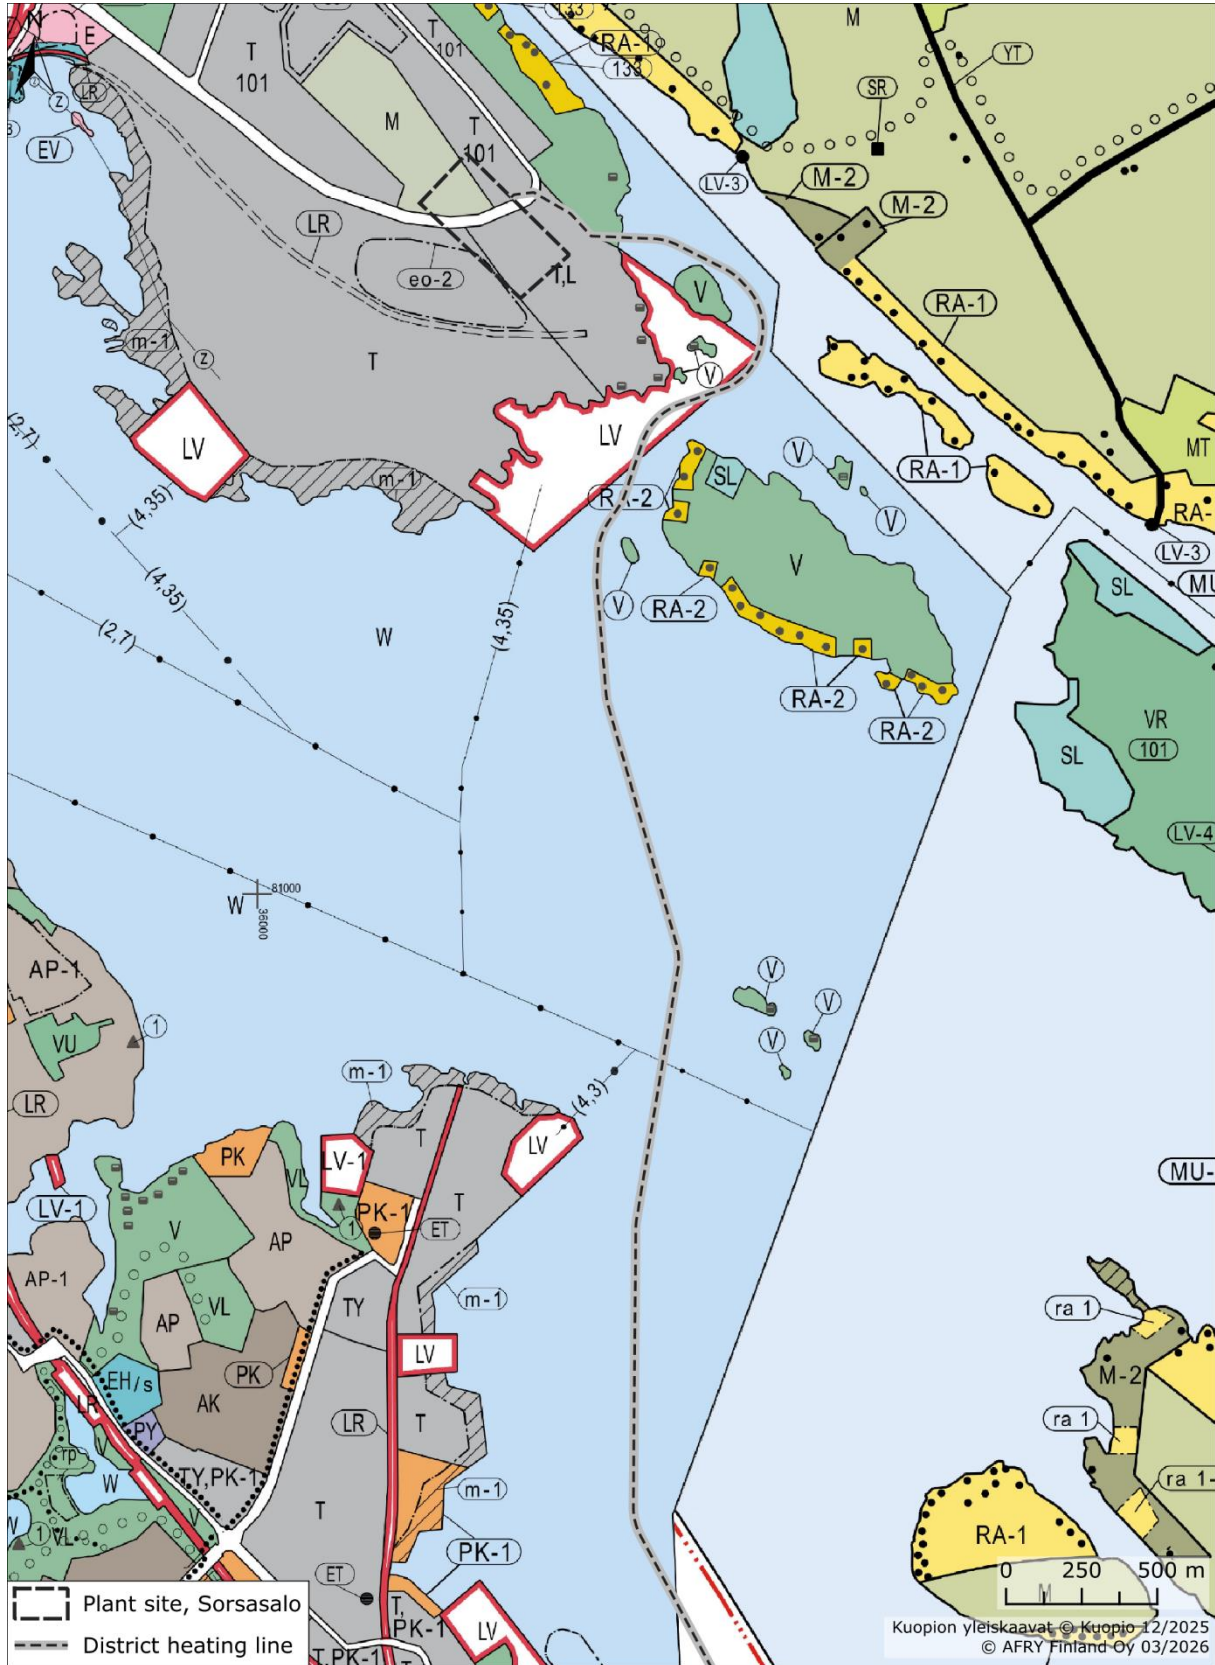 N
E
T
101
T
101
133
RA-1
133
M
YT
SR
Z
LR
EV
M
T
101
LV-3
M-2
M-2
LR
eo-2
T,L
V
RA-1
m-1
Z
T
V
LV
LV
RA-1
MT
(2,7)
m-1
(4,35)
SL
V
V
RA-2
RA-
LV-3
(4,35)
V
V
SL
MU
(2,7)
W
(4,35)
RA-2
RA-2
RA-2
VR
101
SL
LV-4
81000
W
36000
AP-1
V
V
V
VU
1
LR
m-1
(4,3)
T
LV
PK
LV-1
VL
MU-
LV-1
V
AP
1
PK-1
ET
T
AP-1
AP
VL
TY
m-1
ra 1
EH/s
PK
LV
M-2
LR
AK
PY
LR
T
ra 1
rp
V
TY,PK-1
W
m-1
ra 1-
V
T
1
VL
PK-1
RA-1
ET
0 250 500 m
M
Plant site, Sorsasalo
T,
PK-1
LV
Kuopion yleiskaavat © Kuopio 12/2025
District heating line
© AFRY Finland Oy 03/2026
T,PK-1
T